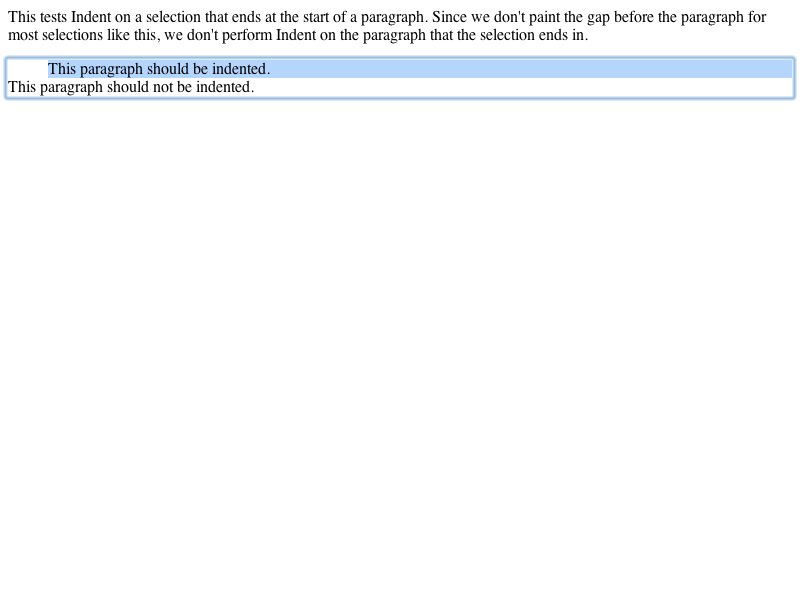 This tests Indent on a selection that ends at the start of a paragraph. Since we don't paint the gap before the paragraph for
most selections like this, we don't perform Indent on the paragraph that the selection ends in.
This paragraph should be indented.
This paragraph should not be indented.